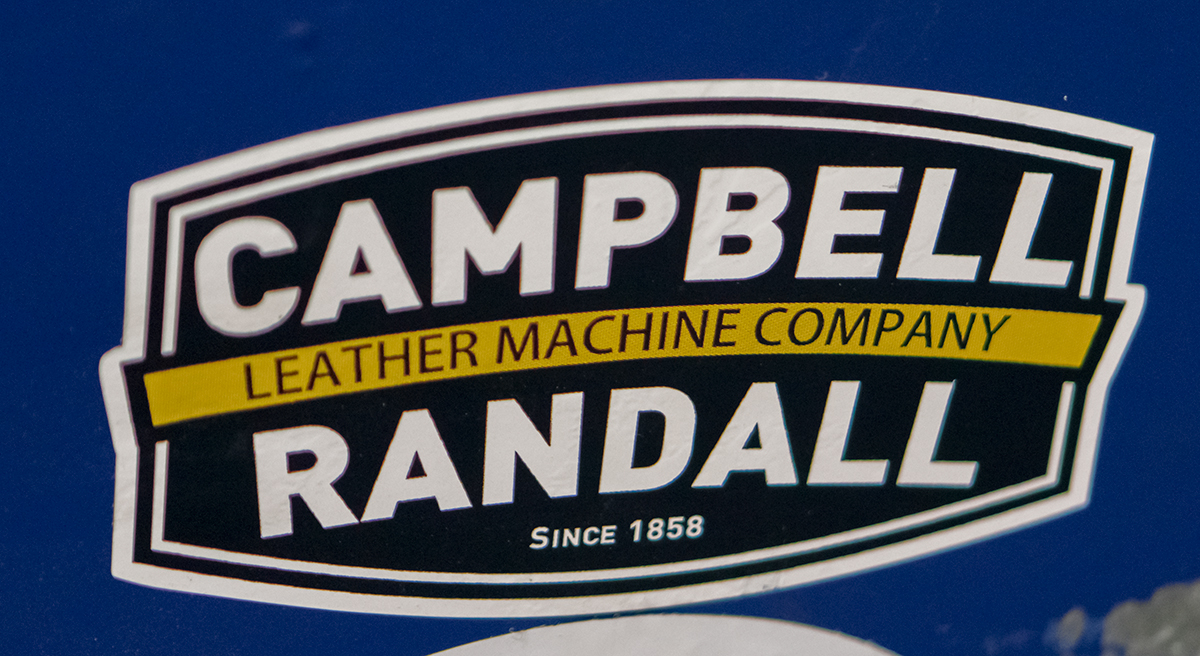 CAMPBELL
LEATHER MACHINE COMPANY
RANDALL
SINCE 1858